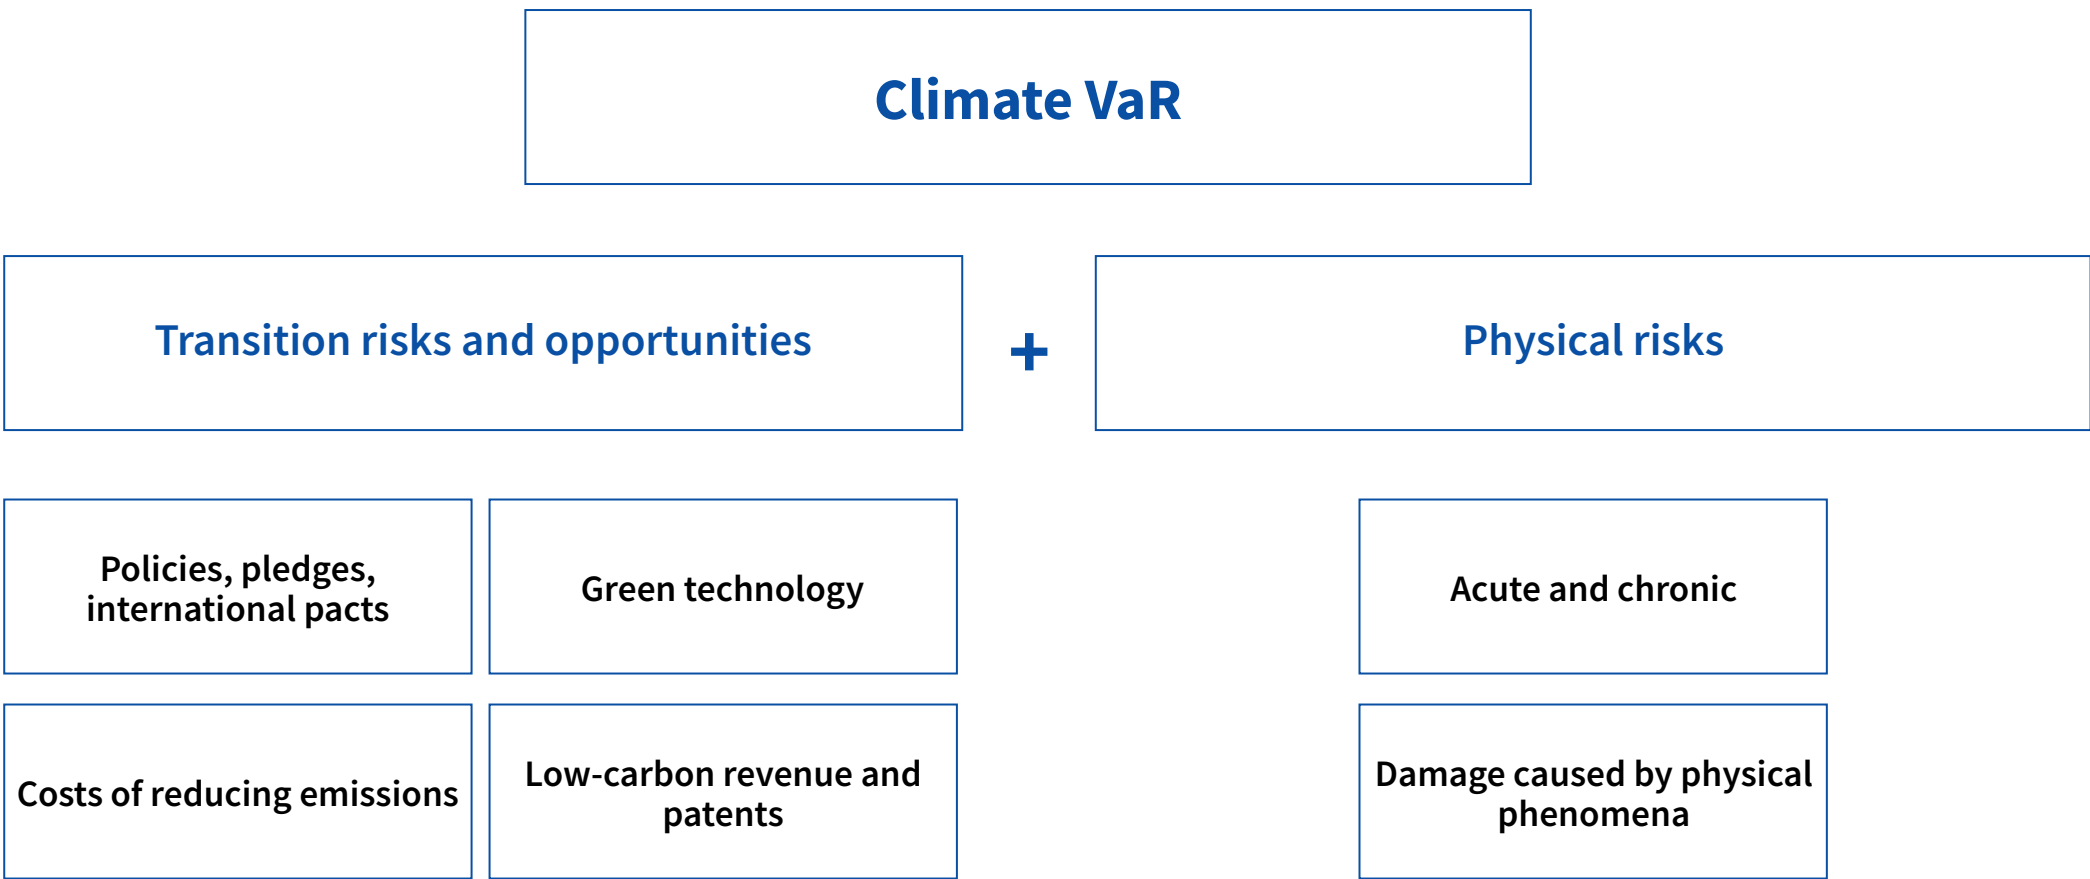 Climate VaR
Transition risks and opportunities
+
Physical risks
Policies, pledges,
international pacts
Green technology
Acute and chronic
Costs of reducing emissions
Low-carbon revenue and
patents
Damage caused by physical
phenomena